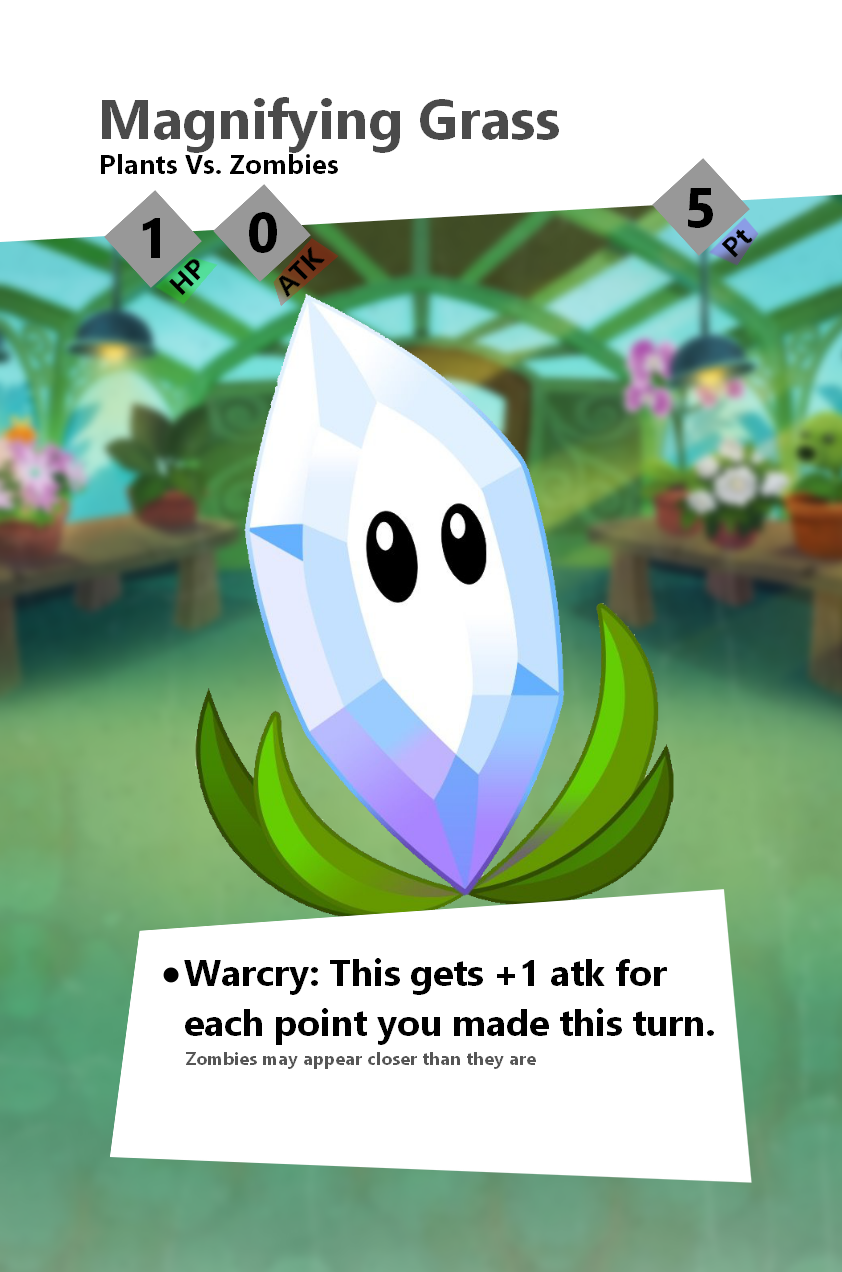 Magnifying Grass
Plants Vs. Zombies
1
HP
0
ATK
5
Pt
•Warcry: This gets +1 atk for
each point you made this turn.
Zombies may appear closer than they are